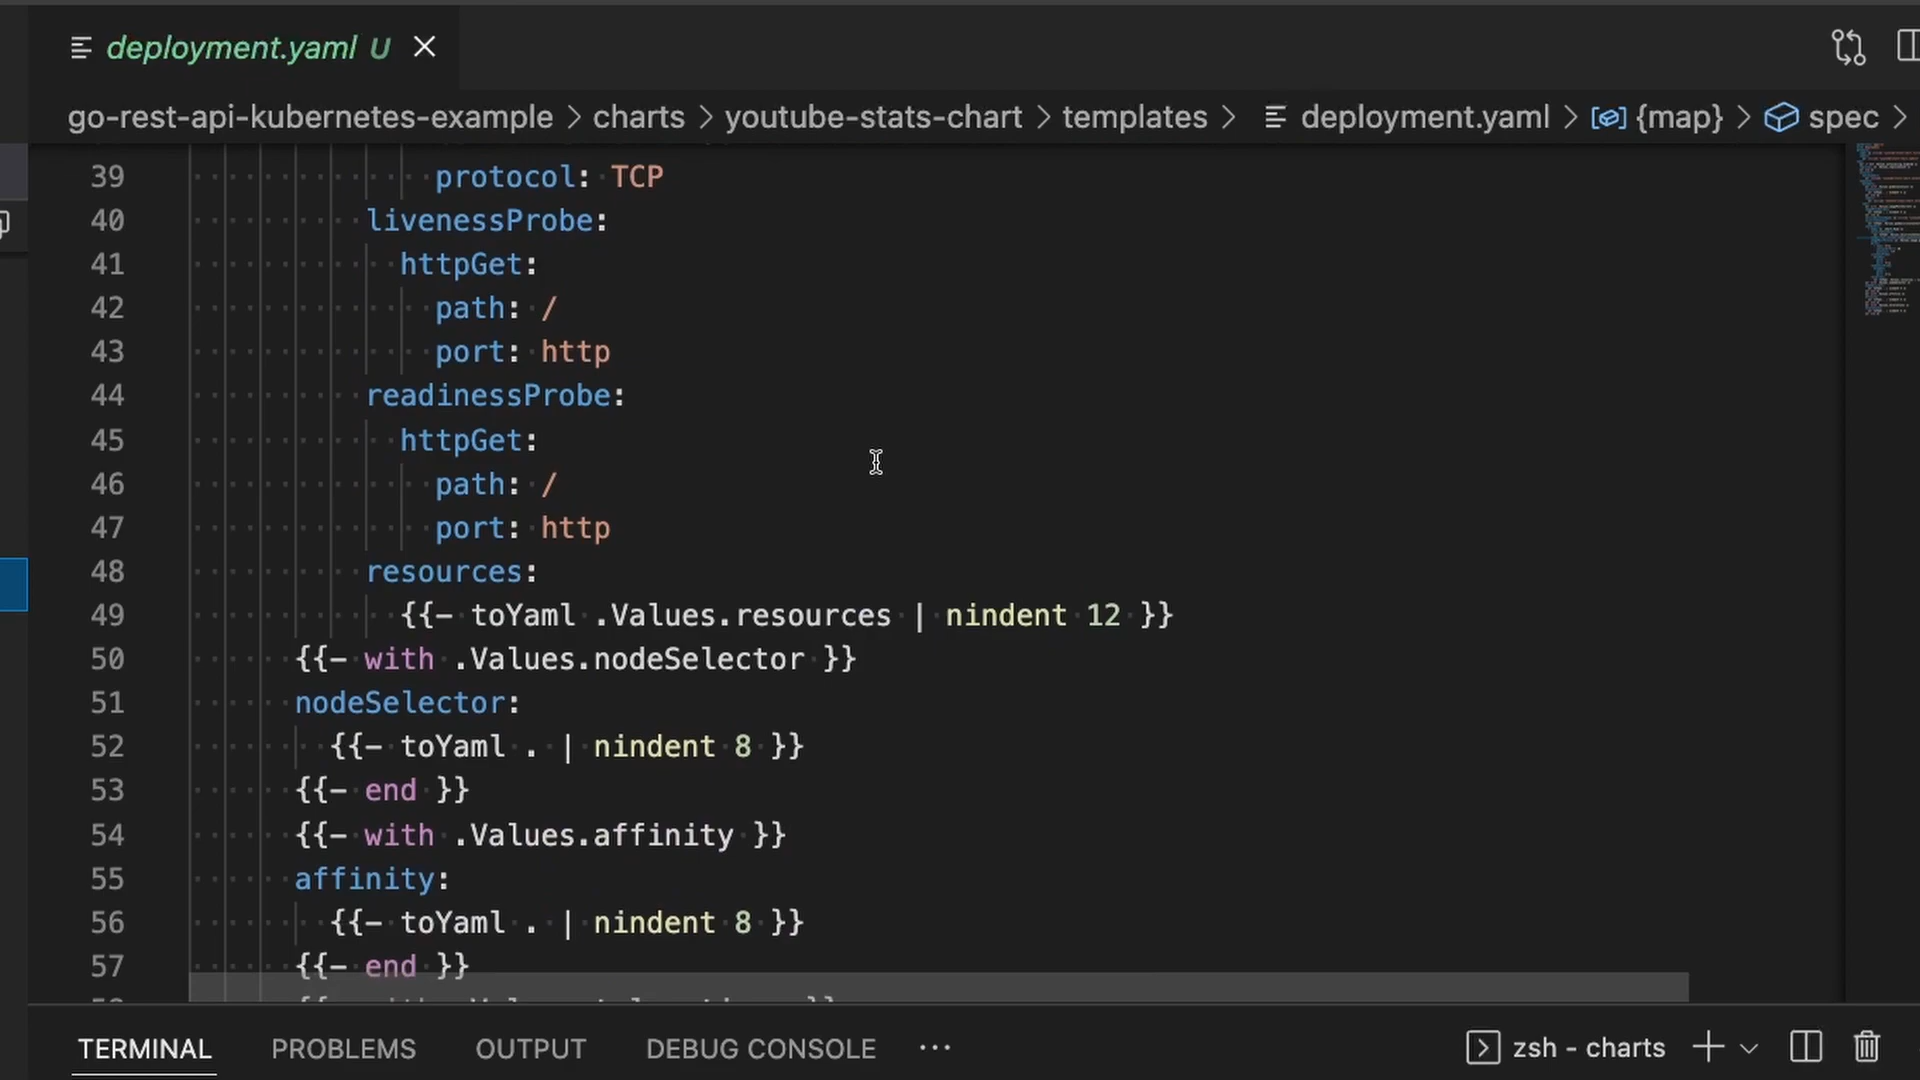 deployment.yaml U
go-rest-api-kubernetes-example > charts > youtube-stats-chart > templates > deployment.yaml > {map} > spec >
39 protocol: TCP
40 livenessProbe:
41 httpGet:
42 path: /
43 port: http
44 readinessProbe:
45 httpGet:
46 path: /
47 port: http
48 resources:
49 {{- toYaml .Values.resources | nindent 12 }}
50 {{- with .Values.nodeSelector }}
51 nodeSelector:
52 {{- toYaml . | nindent 8 }}
53 {{- end }}
54 {{- with .Values.affinity }}
55 affinity:
56 {{- toYaml . | nindent 8 }}
57 {{- end }}
TERMINAL PROBLEMS OUTPUT DEBUG CONSOLE ··· zsh - charts